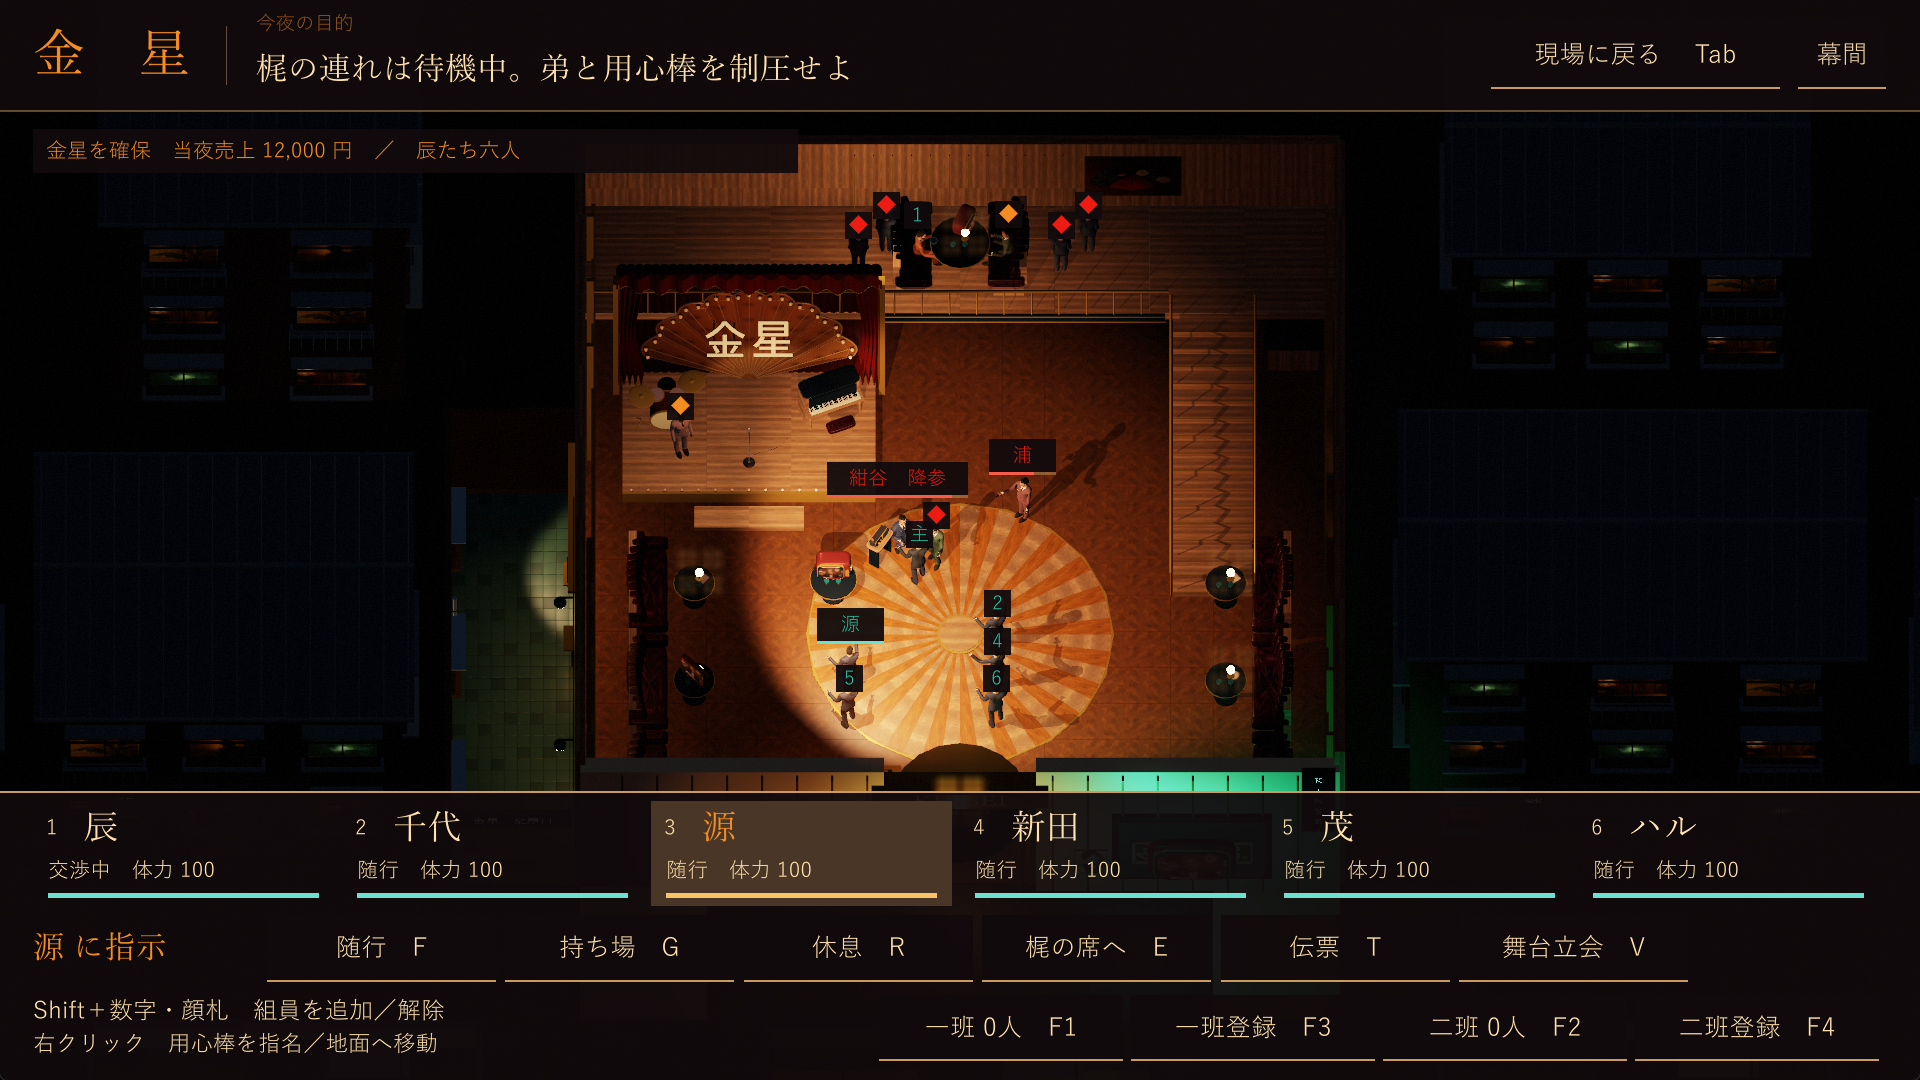 金 星
今夜の目的
梶の連れは待機中。弟と用心棒を制圧せよ
現場に戻る Tab
幕間
金星を確保 当夜売上 12,000 円 ／ 辰たち六人
1
金星
浦
紺谷 降参
主
2
源
4
5
6
1 辰
交渉中 体力 100
2 千代
随行 体力 100
3 源
随行 体力 100
4 新田
随行 体力 100
5 茂
随行 体力 100
6 ハル
随行 体力 100
源 に指示
随行 F
持ち場 G
休息 R
梶の席へ E
伝票 T
舞台立会 V
Shift＋数字・顔札 組員を追加／解除
右クリック 用心棒を指名／地面へ移動
一班 0人 F1
一班登録 F3
二班 0人 F2
二班登録 F4